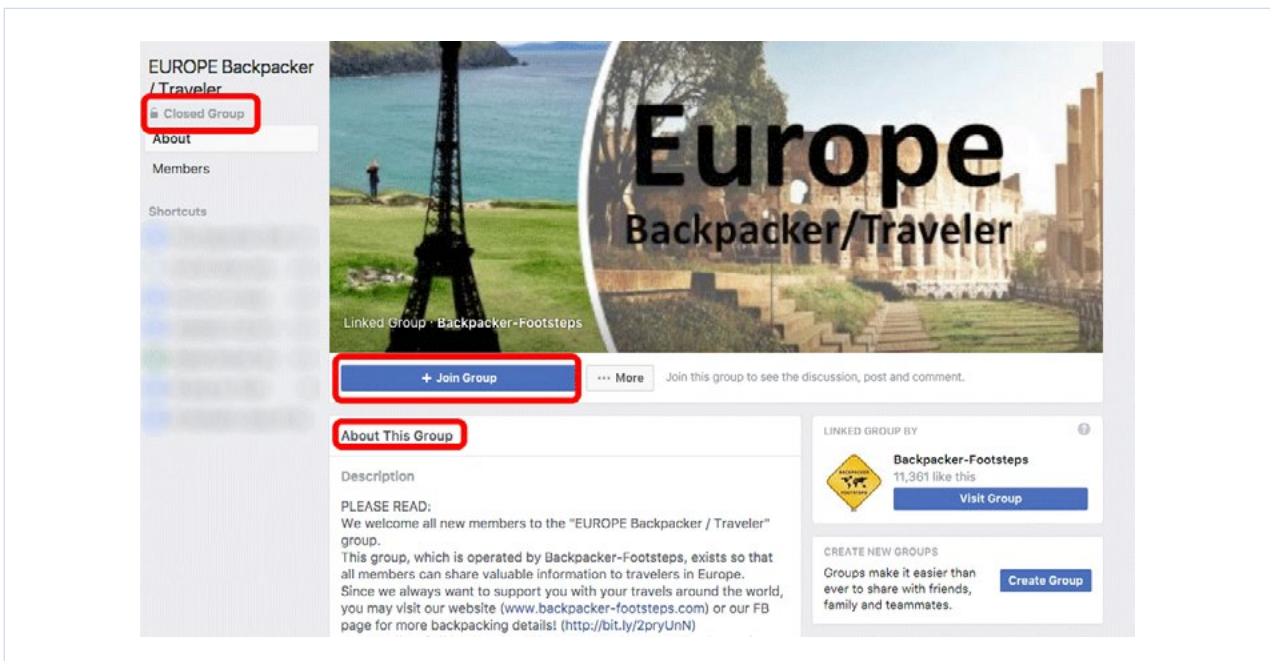 EUROPE Backpacker
/ Traveler
Closed Group
About
Members
Shortcuts
Europe
Backpacker/Traveler
Linked Group · Backpacker-Footsteps
+ Join Group
··· More
Join this group to see the discussion, post and comment.
About This Group
Description
PLEASE READ:
We welcome all new members to the "EUROPE Backpacker / Traveler"
group.
This group, which is operated by Backpacker-Footsteps, exists so that
all members can share valuable information to travelers in Europe.
Since we always want to support you with your travels around the world,
you may visit our website (www.backpacker-footsteps.com) or our FB
page for more backpacking details! (http://bit.ly/2pryUnN)
LINKED GROUP BY
?
BACKPACKER
FOOTSTEPS
Backpacker-Footsteps
11,361 like this
Visit Group
CREATE NEW GROUPS
Groups make it easier than
ever to share with friends,
family and teammates.
Create Group